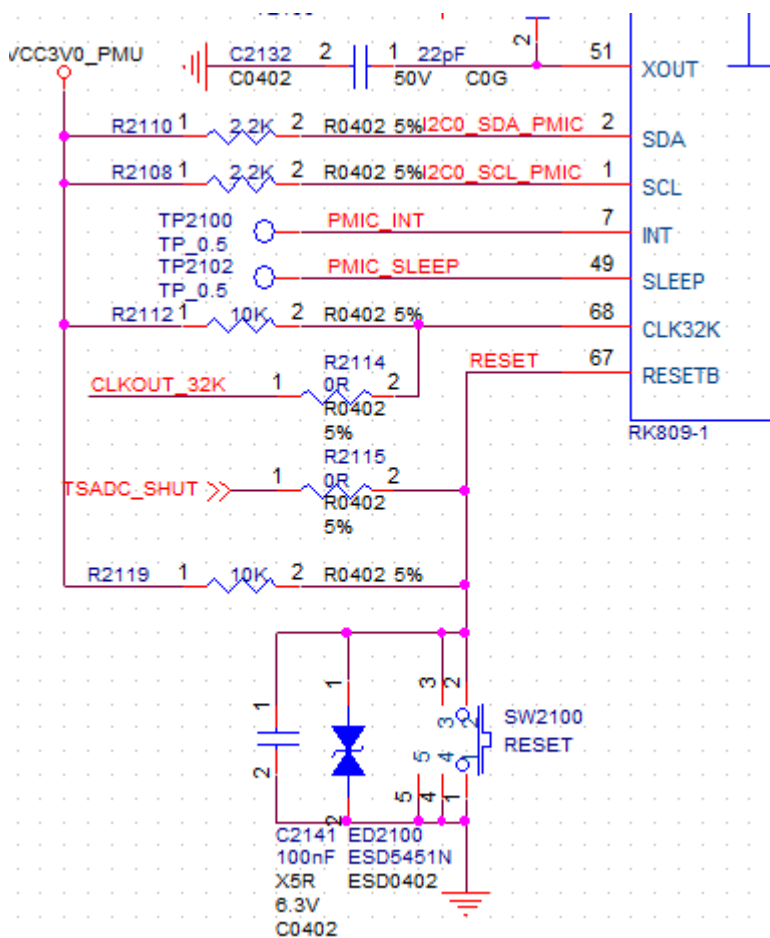 VCC3V0_PMU
C2132 2 1 22pF 2 51 XOUT
C0402 50V C0G
R2110 1 2.2K 2 R0402 5% I2C0_SDA_PMIC 2 SDA
R2108 1 2.2K 2 R0402 5% I2C0_SCL_PMIC 1 SCL
TP2100 PMIC_INT 7 INT
TP_0.5
TP2102 PMIC_SLEEP 49 SLEEP
TP_0.5
R2112 1 10K 2 R0402 5% 68 CLK32K
RESET 67 RESETB
CLKOUT_32K 1 R2114 2
0R
R0402
5%
RK809-1
TSADC_SHUT 1 R2115 2
0R
R0402
5%
R2119 1 10K 2 R0402 5%
1 1 3 2
3 2 SW2100
5 4 1 RESET
2 2 5 4 1
C2141 ED2100
100nF ESD5451N
X5R ESD0402
6.3V
C0402